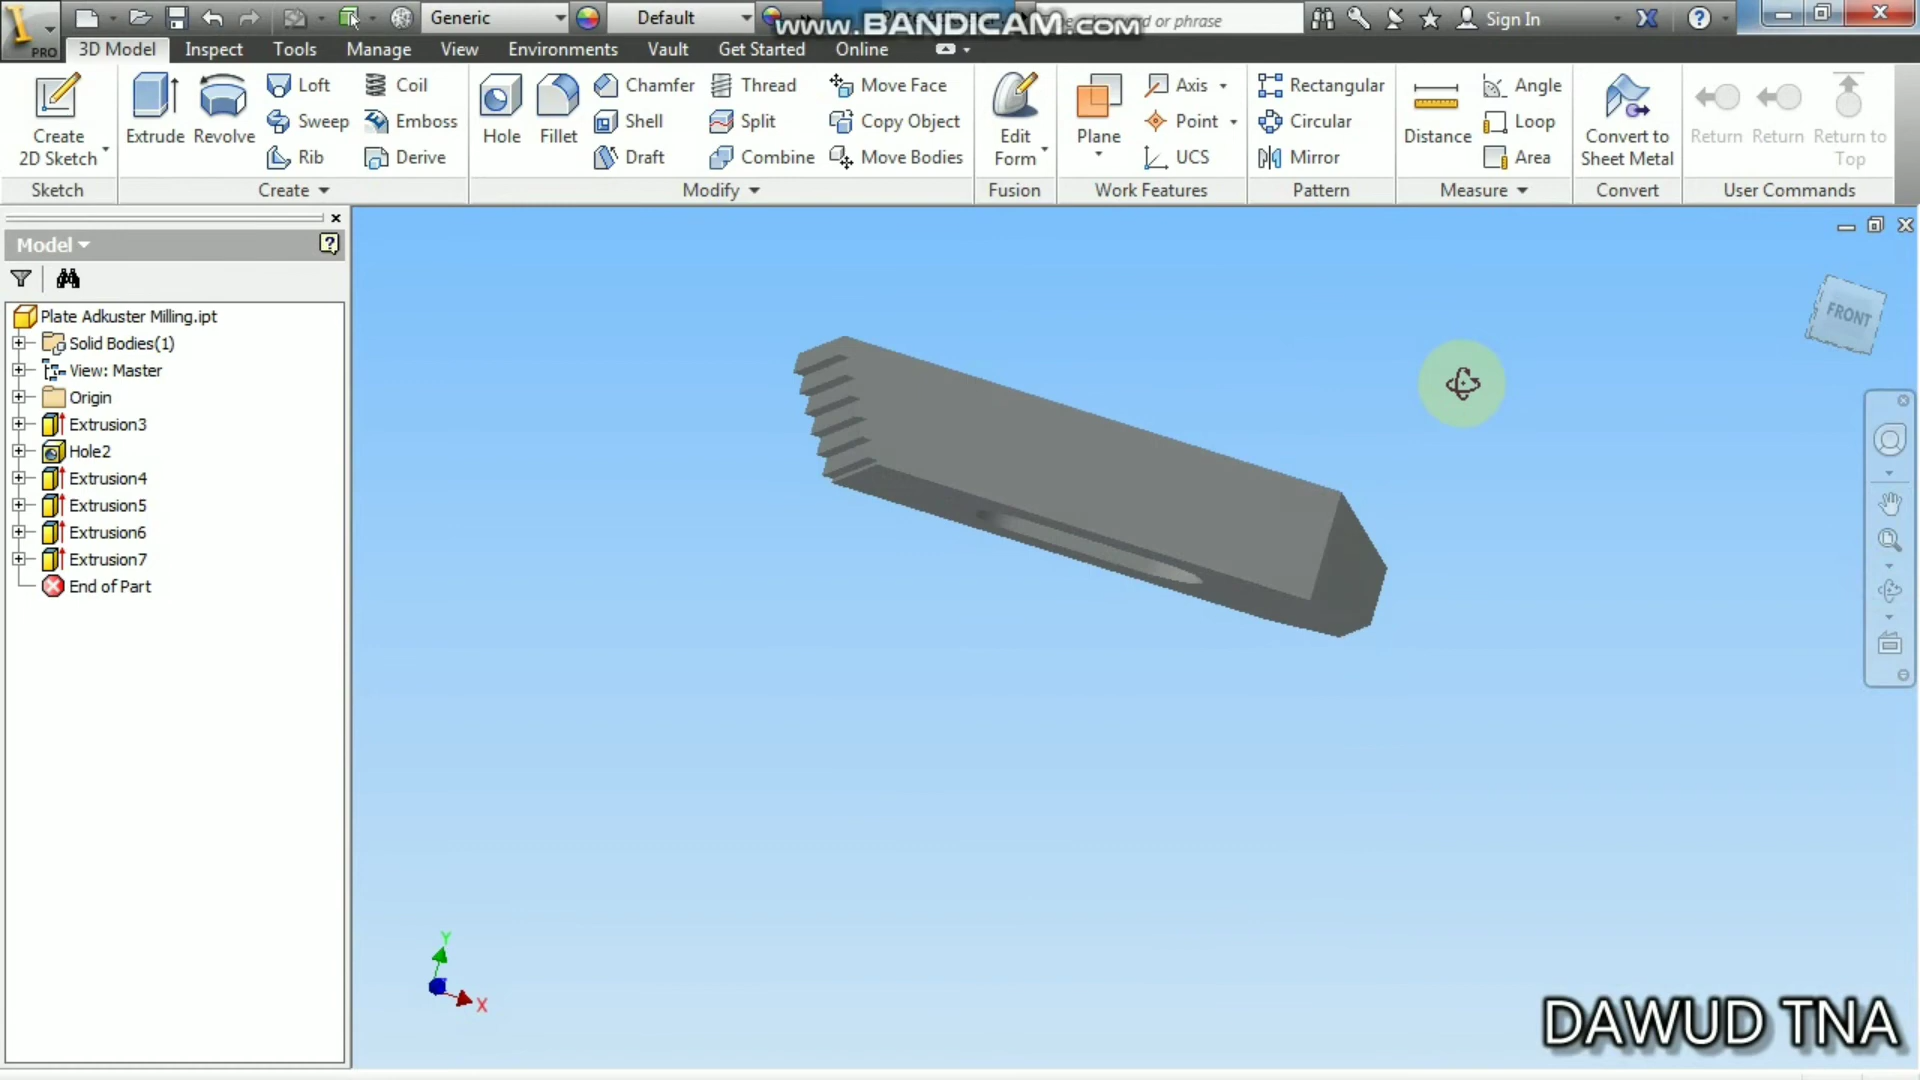 PRO
Generic
Default
www.BANDICAM.com
word or phrase
Sign In
3D Model
Inspect
Tools
Manage
View
Environments
Vault
Get Started
Online
Create
2D Sketch
Extrude
Revolve
Loft
Sweep
Rib
Coil
Emboss
Derive
Hole
Fillet
Chamfer
Shell
Draft
Thread
Split
Combine
Move Face
Copy Object
Move Bodies
Edit
Form
Plane
Axis
Point
UCS
Rectangular
Circular
Mirror
Distance
Angle
Loop
Area
Convert to
Sheet Metal
Return
Return
Return to
Top
Sketch
Create
Modify
Fusion
Work Features
Pattern
Measure
Convert
User Commands
Model
Plate Adkuster Milling.ipt
Solid Bodies(1)
View: Master
Origin
Extrusion3
Hole2
Extrusion4
Extrusion5
Extrusion6
Extrusion7
End of Part
FRONT
Y
X
DAWUD TNA